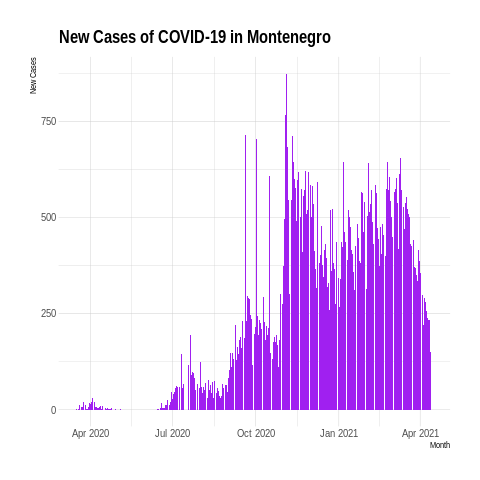 New Cases of COVID-19 in Montenegro
New Cases
750
500
250
0
Apr 2020 Jul 2020 Oct 2020 Jan 2021 Apr 2021
Month